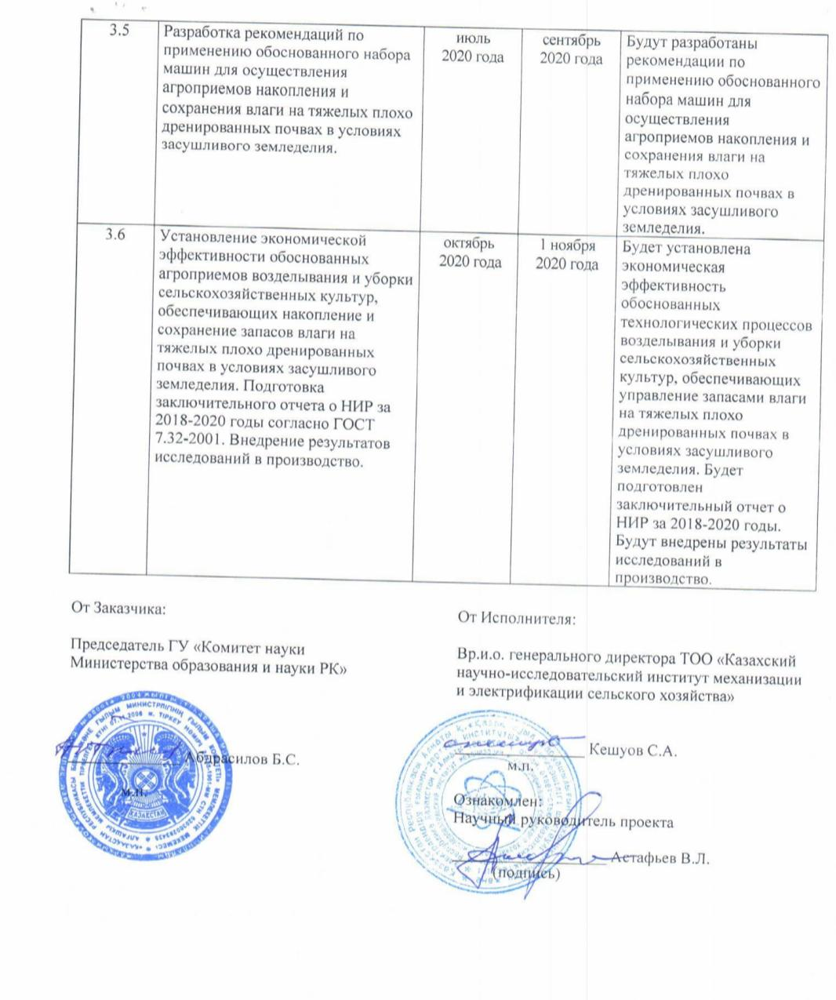 3.5
Разработка рекомендаций по
применению обоснованного набора
машин для осуществления
агроприемов накопления и
сохранения влаги на тяжелых плохо
дренированных почвах в условиях
засушливого земледелия.
июль
2020 года
сентябрь
2020 года
Будут разработаны
рекомендации по
применению обоснованного
набора машин для
осуществления
агроприемов накопления и
сохранения влаги на
тяжелых плохо
дренированных почвах в
условиях засушливого
земледелия.
3.6
Установление экономической
эффективности обоснованных
агроприемов возделывания и уборки
сельскохозяйственных культур,
обеспечивающих накопление и
сохранение запасов влаги на
тяжелых плохо дренированных
почвах в условиях засушливого
земледелия. Подготовка
заключительного отчета о НИР за
2018-2020 годы согласно ГОСТ
7.32-2001. Внедрение результатов
исследований в производство.
октябрь
2020 года
1 ноября
2020 года
Будет установлена
экономическая
эффективность
обоснованных
технологических процессов
возделывания и уборки
сельскохозяйственных
культур, обеспечивающих
управление запасами влаги
на тяжелых плохо
дренированных почвах в
условиях засушливого
земледелия. Будет
подготовлен
заключительный отчет о
НИР за 2018-2020 годы.
Будут внедрены результаты
исследований в
производство.
От Заказчика:
Председатель ГУ «Комитет науки
Министерства образования и науки РК»
Абдрасилов Б.С.
м.п.
ҚАЗАҚСТАН
От Исполнителя:
Вр.и.о. генерального директора ТОО «Казахский
научно-исследовательский институт механизации
и электрификации сельского хозяйства»
Кешуов С.А.
м.п.
Ознакомлен:
Научный руководитель проекта
Астафьев В.Л.
(подпись)